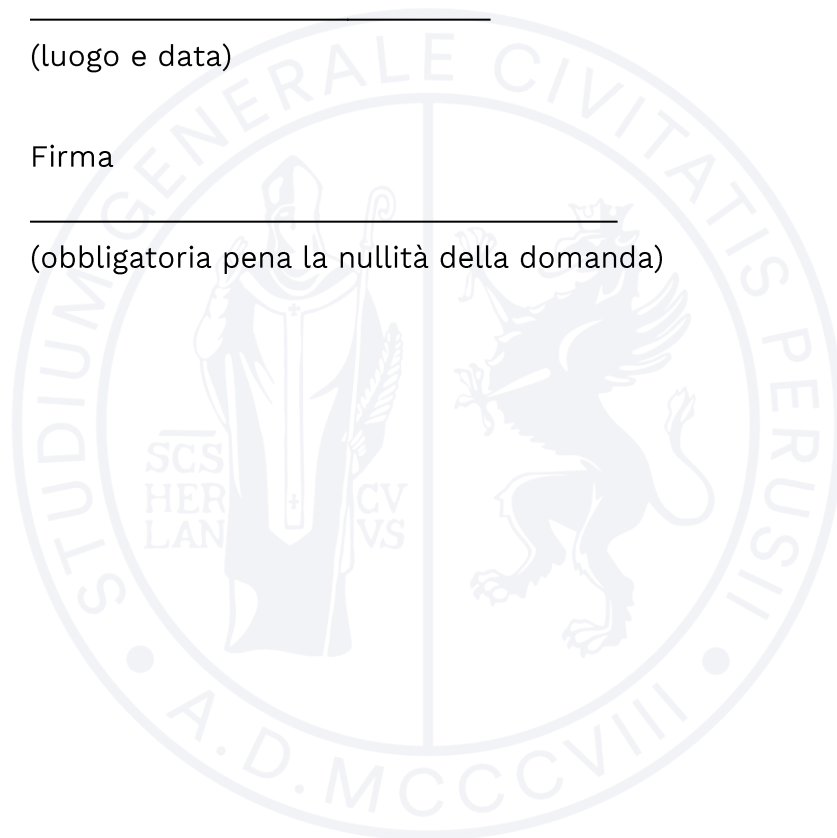 (luogo e data)
Firma
(obbligatoria pena la nullità della domanda)
STUDIUM GENERALE CIVITATIS PERUSII
SCS
HER
LAN
CV
VS
A.D.MCCCVIII